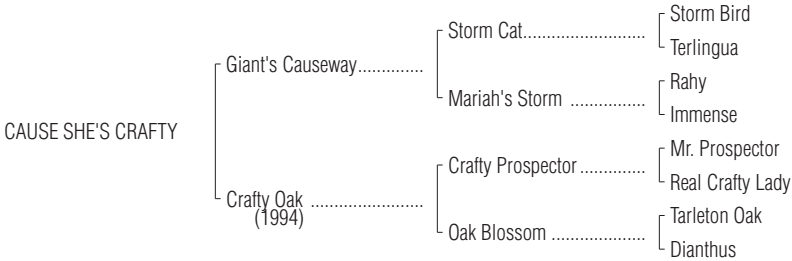 Storm Bird
Storm Cat..........................
Terlingua
Giant's Causeway..............
Rahy
Mariah's Storm ................
Immense
CAUSE SHE'S CRAFTY
Mr. Prospector
Crafty Prospector ..............
Real Crafty Lady
Crafty Oak ........................
(1994)
Tarleton Oak
Oak Blossom ....................
Dianthus